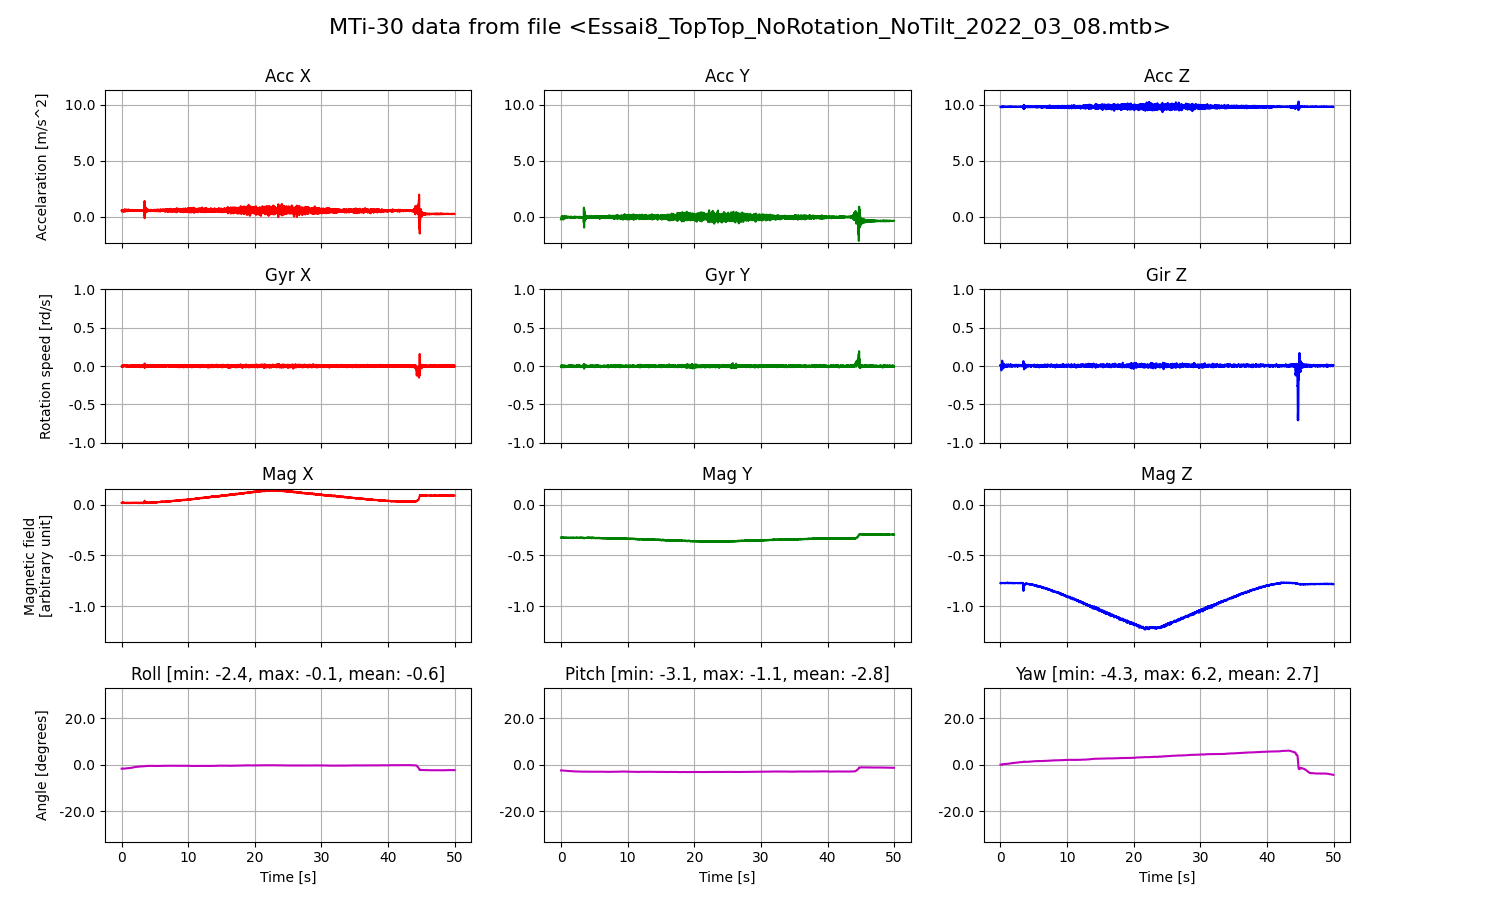 MTi-30 data from file <Essai8_TopTop_NoRotation_NoTilt_2022_03_08.mtb>
Acc X
Acc Y
Acc Z
Accelaration [m/s^2]
10.0
5.0
0.0
10.0
5.0
0.0
10.0
5.0
0.0
Gyr X
Gyr Y
Gir Z
Rotation speed [rd/s]
1.0
0.5
0.0
-0.5
-1.0
1.0
0.5
0.0
-0.5
-1.0
1.0
0.5
0.0
-0.5
-1.0
Mag X
Mag Y
Mag Z
Magnetic field
[arbitrary unit]
0.0
-0.5
-1.0
0.0
-0.5
-1.0
0.0
-0.5
-1.0
Roll [min: -2.4, max: -0.1, mean: -0.6]
Pitch [min: -3.1, max: -1.1, mean: -2.8]
Yaw [min: -4.3, max: 6.2, mean: 2.7]
Angle [degrees]
20.0
0.0
-20.0
20.0
0.0
-20.0
20.0
0.0
-20.0
0 10 20 30 40 50
0 10 20 30 40 50
0 10 20 30 40 50
Time [s]
Time [s]
Time [s]